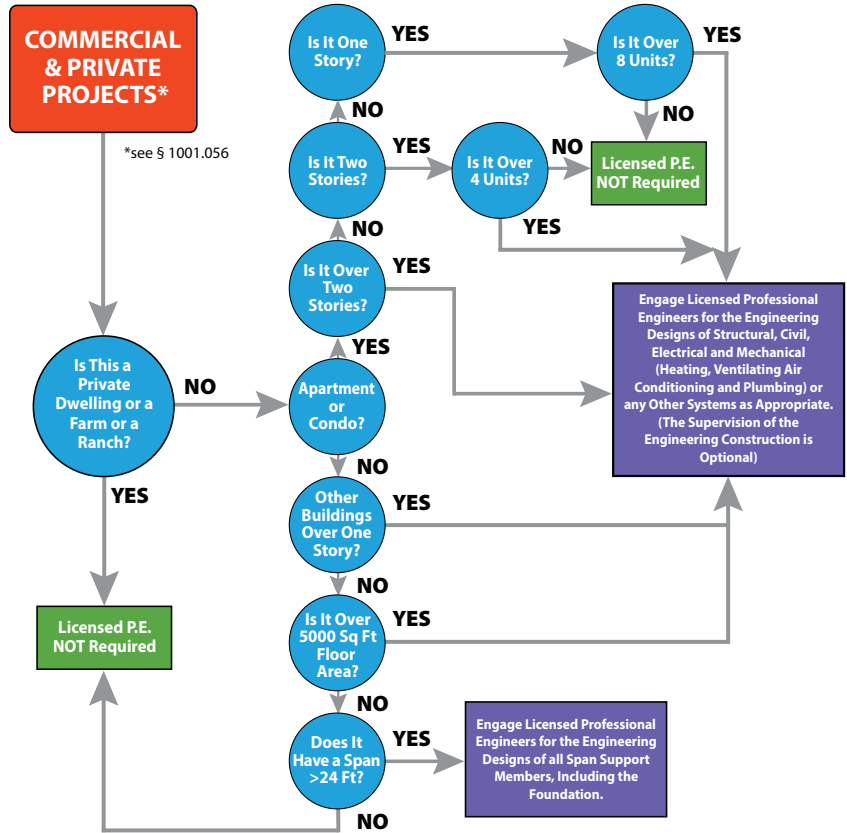 COMMERCIAL
& PRIVATE
PROJECTS*
*see § 1001.056
Is It One
Story?
YES
Is It Over
8 Units?
YES
NO
NO
Is It Two
Stories?
YES
Is It Over
4 Units?
NO
Licensed P.E.
NOT Required
NO
YES
Is It Over
Two
Stories?
YES
Engage Licensed Professional
Engineers for the Engineering
Designs of Structural, Civil,
Electrical and Mechanical
(Heating, Ventilating Air
Conditioning and Plumbing) or
any Other Systems as Appropriate.
(The Supervision of the
Engineering Construction is
Optional)
YES
Is This a
Private
Dwelling or a
Farm or a
Ranch?
NO
Apartment
or
Condo?
NO
YES
Other
Buildings
Over One
Story?
YES
NO
Licensed P.E.
NOT Required
Is It Over
5000 Sq Ft
Floor
Area?
YES
NO
Does It
Have a Span
>24 Ft?
YES
Engage Licensed Professional
Engineers for the Engineering
Designs of all Span Support
Members, Including the
Foundation.
NO